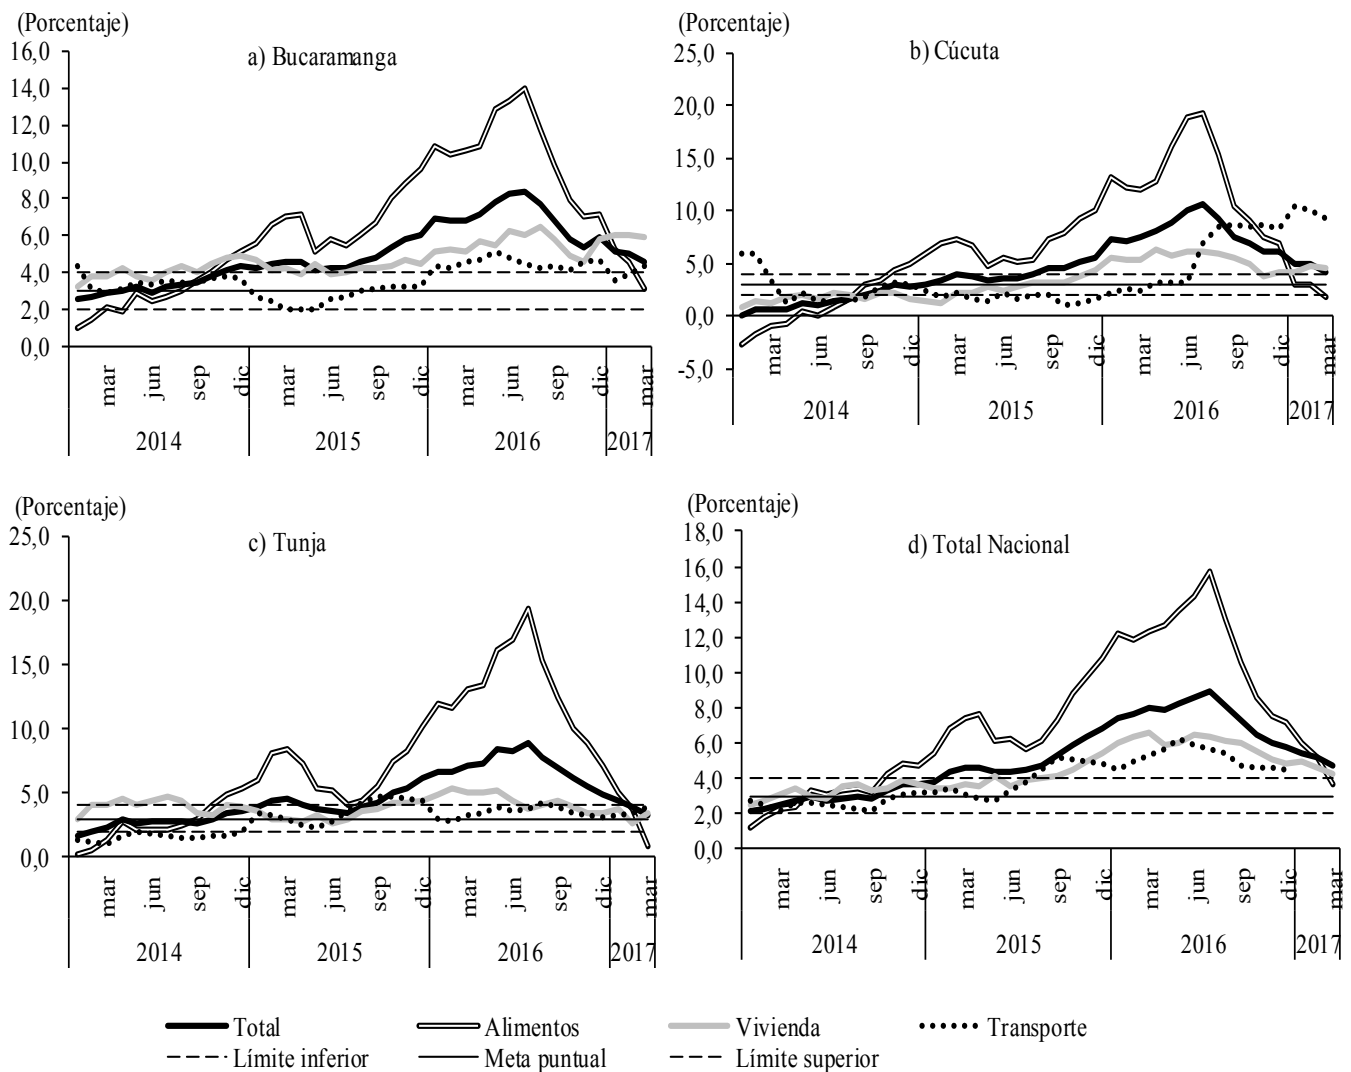 (Porcentaje)
a) Bucaramanga
16,0
14,0
12,0
10,0
8,0
6,0
4,0
2,0
0,0
mar jun sep dic mar jun sep dic mar jun sep dic mar
2014 2015 2016 2017
(Porcentaje)
b) Cúcuta
25,0
20,0
15,0
10,0
5,0
0,0
-5,0
mar jun sep dic mar jun sep dic mar jun sep dic mar
2014 2015 2016 2017
(Porcentaje)
c) Tunja
25,0
20,0
15,0
10,0
5,0
0,0
mar jun sep dic mar jun sep dic mar jun sep dic mar
2014 2015 2016 2017
(Porcentaje)
d) Total Nacional
18,0
16,0
14,0
12,0
10,0
8,0
6,0
4,0
2,0
0,0
mar jun sep dic mar jun sep dic mar jun sep dic mar
2014 2015 2016 2017
Total Alimentos Vivienda Transporte
Límite inferior Meta puntual Límite superior